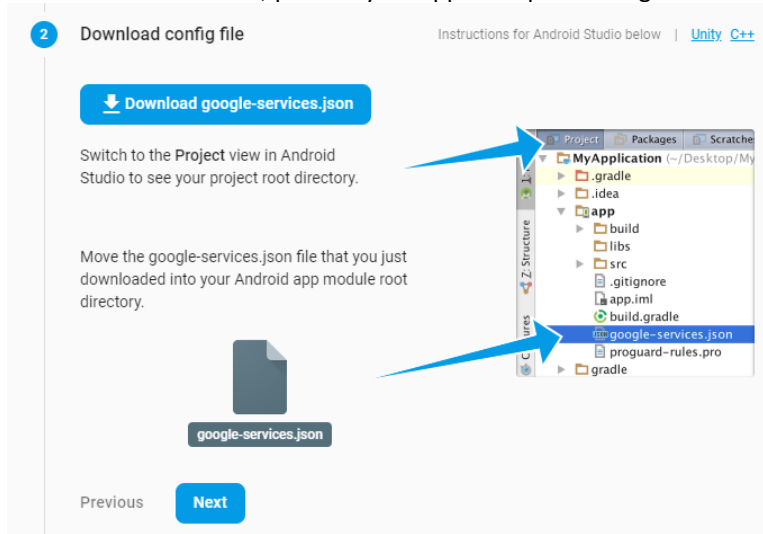 2 Download config file
Instructions for Android Studio below | Unity C++
Download google-services.json
Switch to the Project view in Android
Studio to see your project root directory.
Move the google-services.json file that you just
downloaded into your Android app module root
directory.
google-services.json
Project Packages Scratche
MyApplication (~/Desktop/My
.gradle
.idea
app
build
libs
src
.gitignore
app.iml
build.gradle
google-services.json
proguard-rules.pro
gradle
Z: Structure
Previous
Next